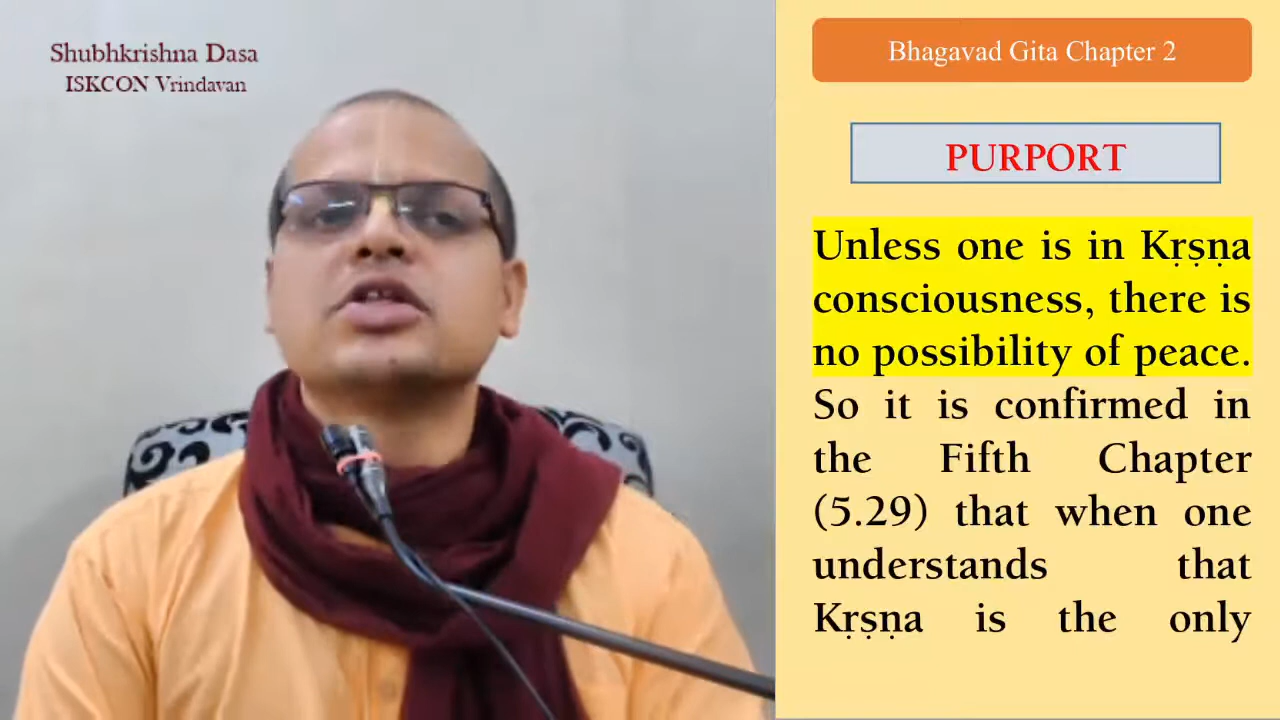 Shubhkrishna Dasa
ISKCON Vrindavan
Bhagavad Gita Chapter 2
PURPORT
Unless one is in Kṛṣṇa
consciousness, there is
no possibility of peace.
So it is confirmed in
the Fifth Chapter
(5.29) that when one
understands that
Kṛṣṇa is the only